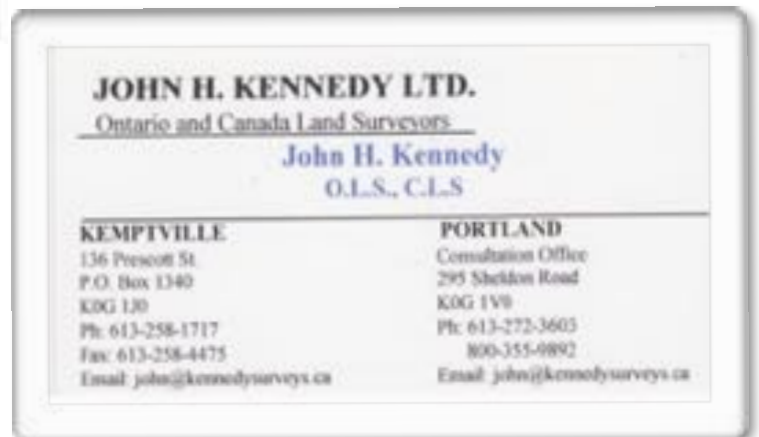 JOHN H. KENNEDY LTD.
Ontario and Canada Land Surveyors
John H. Kennedy
O.L.S., C.L.S
KEMPTVILLE
136 Prescott St.
P.O. Box 1340
K0G 1J0
Ph: 613-258-1717
Fax: 613-258-4475
Email: john@kennedysurveys.ca
PORTLAND
Consultation Office
295 Sheldon Road
K0G 1V0
Ph: 613-272-3603
800-355-9892
Email: john@kennedysurveys.ca